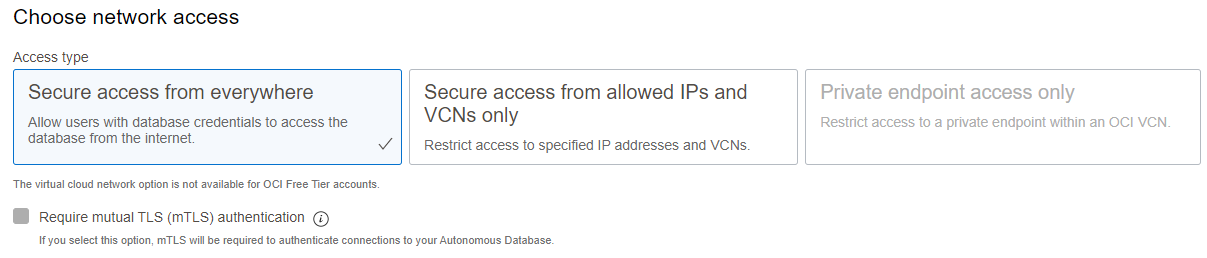 Choose network access
Access type
Secure access from everywhere
Allow users with database credentials to access the
database from the internet.
Secure access from allowed IPs and
VCNs only
Restrict access to specified IP addresses and VCNs.
Private endpoint access only
Restrict access to a private endpoint within an OCI VCN.
The virtual cloud network option is not available for OCI Free Tier accounts.
Require mutual TLS (mTLS) authentication
If you select this option, mTLS will be required to authenticate connections to your Autonomous Database.